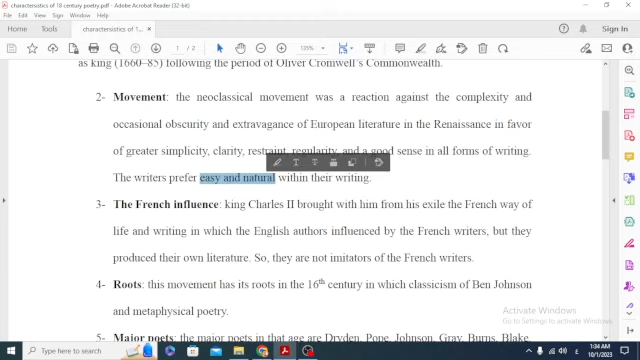 charactersistics of 18 century poetry.pdf - Adobe Acrobat Reader (32-bit)
File Edit View Sign Window Help
Home Tools charactersistics of 1... × Sign In
1 / 2 135%
as king (1660–85) following the period of Oliver Cromwell's Commonwealth.
2- Movement: the neoclassical movement was a reaction against the complexity and
occasional obscurity and extravagance of European literature in the Renaissance in favor
of greater simplicity, clarity, restraint, regularity, and a good sense in all forms of writing.
The writers prefer easy and natural within their writing.
3- The French influence: king Charles II brought with him from his exile the French way of
life and writing in which the English authors influenced by the French writers, but they
produced their own literature. So, they are not imitators of the French writers.
4- Roots: this movement has its roots in the 16th century in which classicism of Ben Johnson
and metaphysical poetry.
Activate Windows
Go to Settings to activate Windows.
5- Major poets: the major poets in that age are Dryden, Pope, Johnson, Gray, Burns, Blake,
Type here to search
1:34 AM
10/1/2023